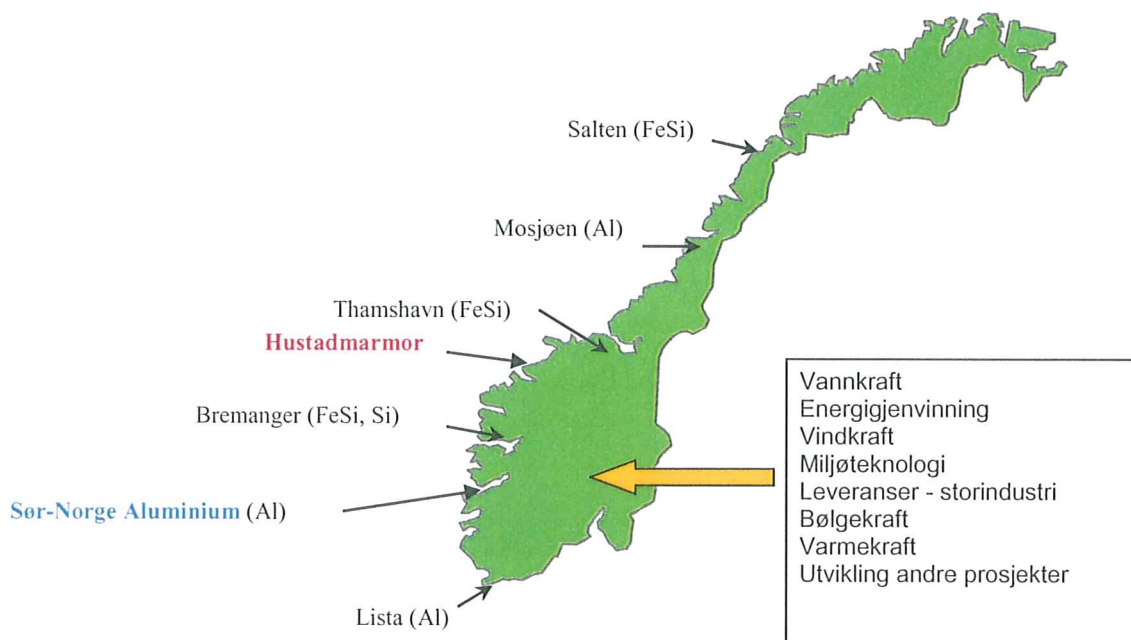 Salten (FeSi)
Mosjøen (Al)
Thamshavn (FeSi)
Hustadmarmor
Bremanger (FeSi, Si)
Sør-Norge Aluminium (Al)
Lista (Al)
Vannkraft
Energigjenvinning
Vindkraft
Miljøteknologi
Leveranser - storindustri
Bølgekraft
Varmekraft
Utvikling andre prosjekter